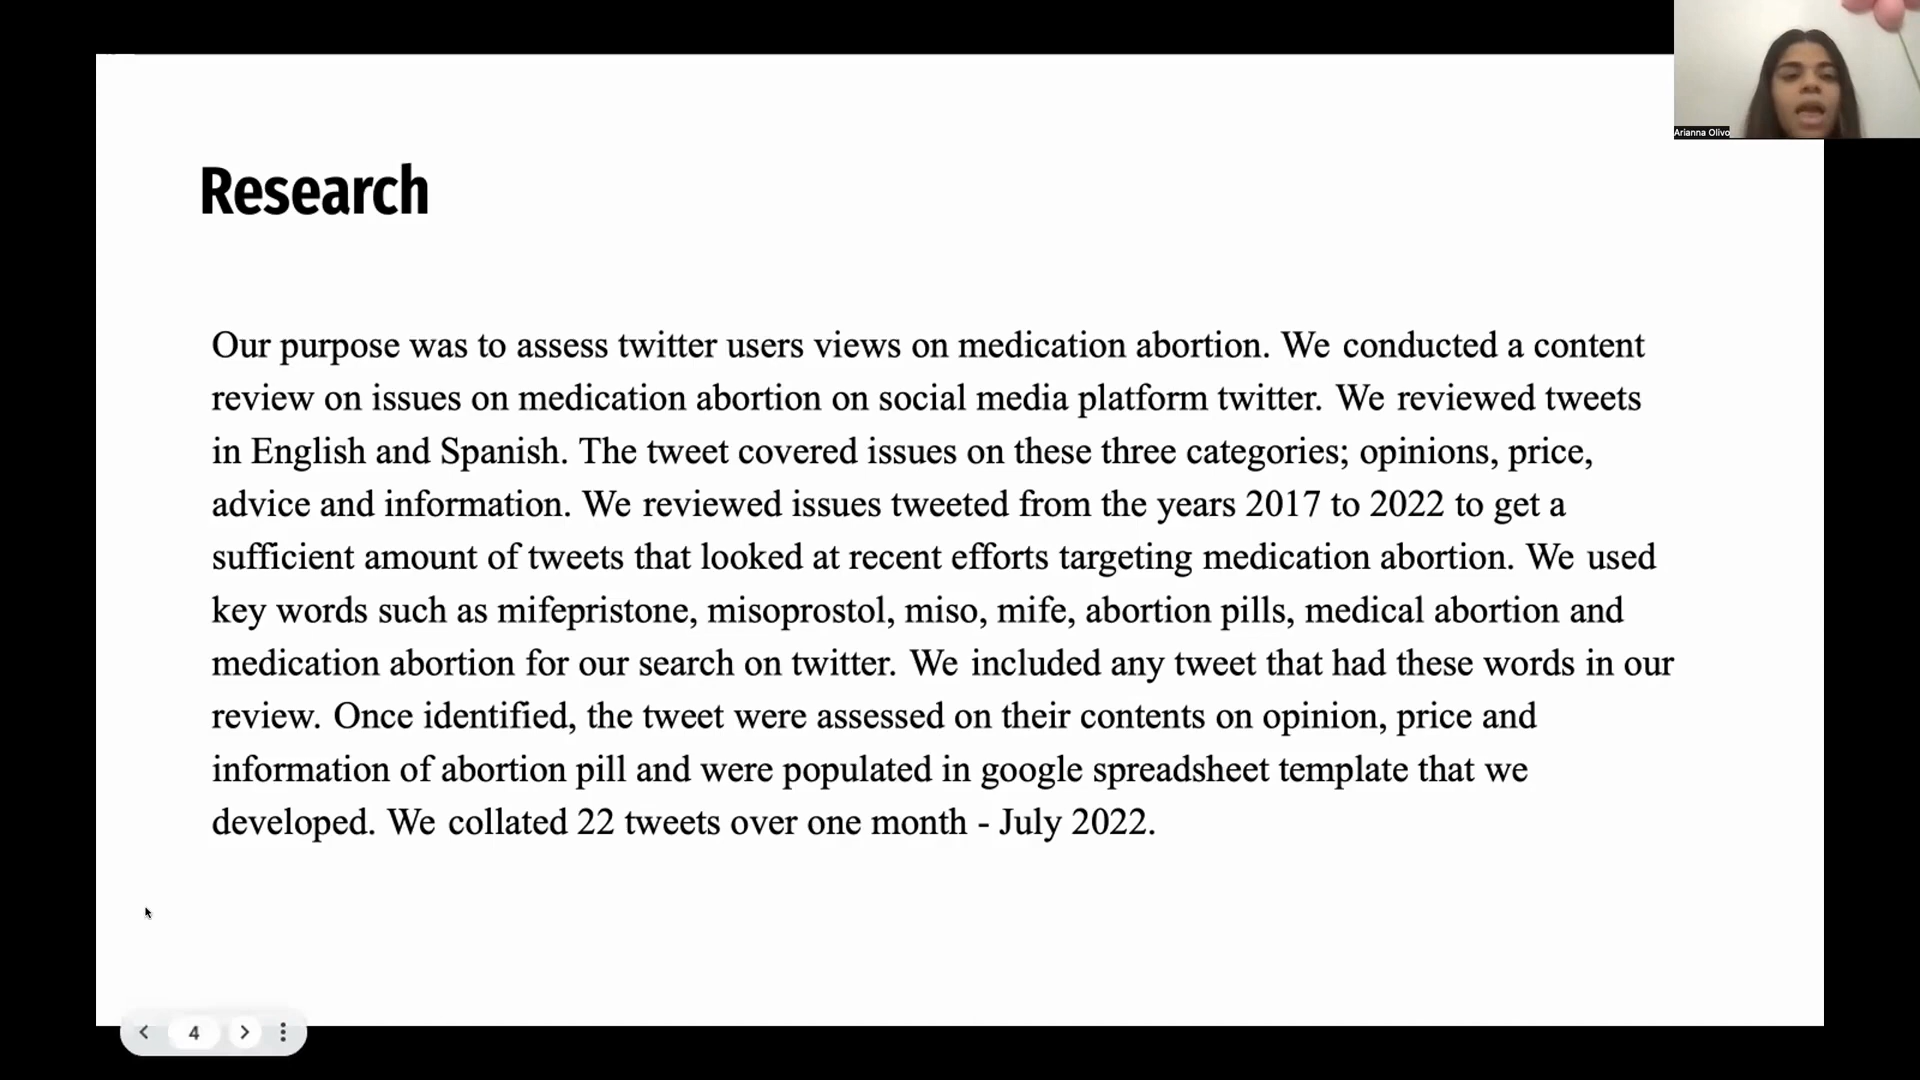 Arianna Olivo
Research
Our purpose was to assess twitter users views on medication abortion. We conducted a content
review on issues on medication abortion on social media platform twitter. We reviewed tweets
in English and Spanish. The tweet covered issues on these three categories; opinions, price,
advice and information. We reviewed issues tweeted from the years 2017 to 2022 to get a
sufficient amount of tweets that looked at recent efforts targeting medication abortion. We used
key words such as mifepristone, misoprostol, miso, mife, abortion pills, medical abortion and
medication abortion for our search on twitter. We included any tweet that had these words in our
review. Once identified, the tweet were assessed on their contents on opinion, price and
information of abortion pill and were populated in google spreadsheet template that we
developed. We collated 22 tweets over one month - July 2022.
4